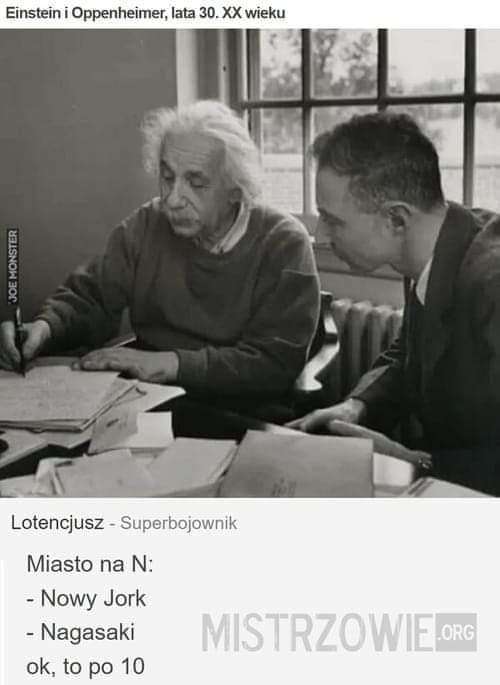 Einstein i Oppenheimer, lata 30. XX wieku
JOE MONSTER
Lotencjusz - Superbojownik
Miasto na N:
- Nowy Jork
- Nagasaki
ok, to po 10
MISTRZOWIE.ORG